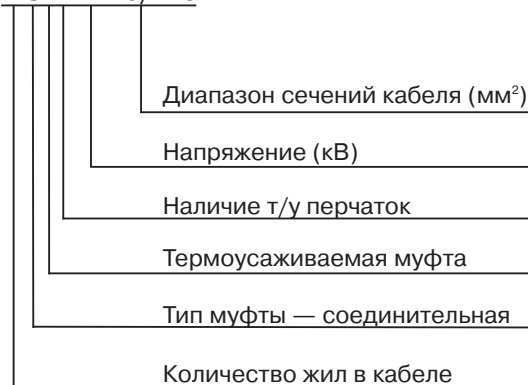 Диапазон сечений кабеля (мм²)
Напряжение (кВ)
Наличие т/у перчаток
Термоусаживаемая муфта
Тип муфты — соединительная
Количество жил в кабеле